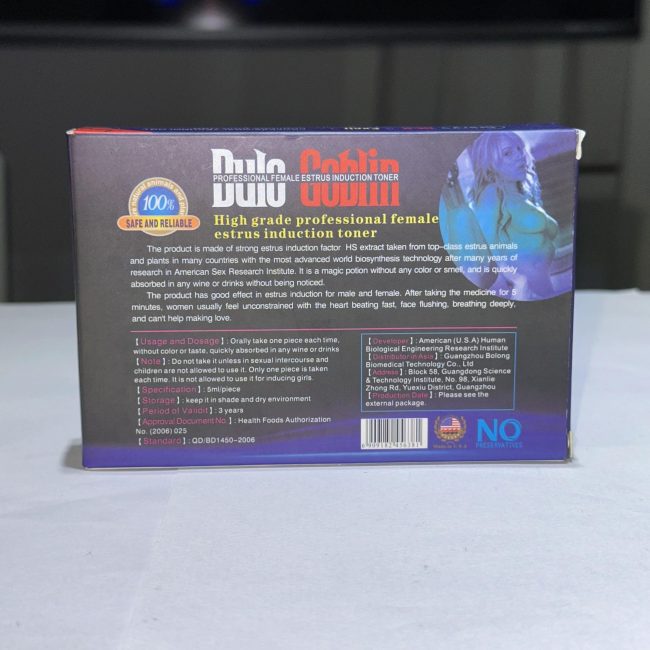 Dulo Goblin
PROFESSIONAL FEMALE ESTRUS INDUCTION TONER
High grade professional female
estrus induction toner
natural animals and
100%
SAFE AND RELIABLE
The product is made of strong estrus induction factor HS extract taken from top-class estrus animals
and plants in many countries with the most advanced world biosynthesis technology after many years of
research in American Sex Research Institute. It is a magic potion without any color or smell, and is quickly
absorbed in any wine or drinks without being noticed.
The product has good effect in estrus induction for male and female. After taking the medicine for 5
minutes, women usually feel unconstrained with the heart beating fast, face flushing, breathing deeply,
and can't help making love.
【Usage and Dosage】: Orally take one piece each time,
without color or taste, quickly absorbed in any wine or drinks
【Note】: Do not take it unless in sexual intercourse and
children are not allowed to use it. Only one piece is taken
each time. It is not allowed to use it for inducing girls.
【Specification】: 5ml/piece
【Storage】: keep it in shade and dry environment
【Period of Validit】: 3 years
【Approval Document No】: Health Foods Authorization
No. (2006) 025
【Standard】: QD/BD1450-2006
【Developer】: American (U.S.A) Human
Biological Engineering Research Institute
【Distributor in Asia】: Guangzhou Bolong
Biomedical Technology Co., Ltd
【Address】: Block 58, Guangdong Science
& Technology Institute, No. 98, Xianlie
Zhong Rd, Yuexiu District, Guangzhou
【Production Date】: Please see the
external package.
6 909182 456381
Made in U.S.A
NO
PRESERVATIVES